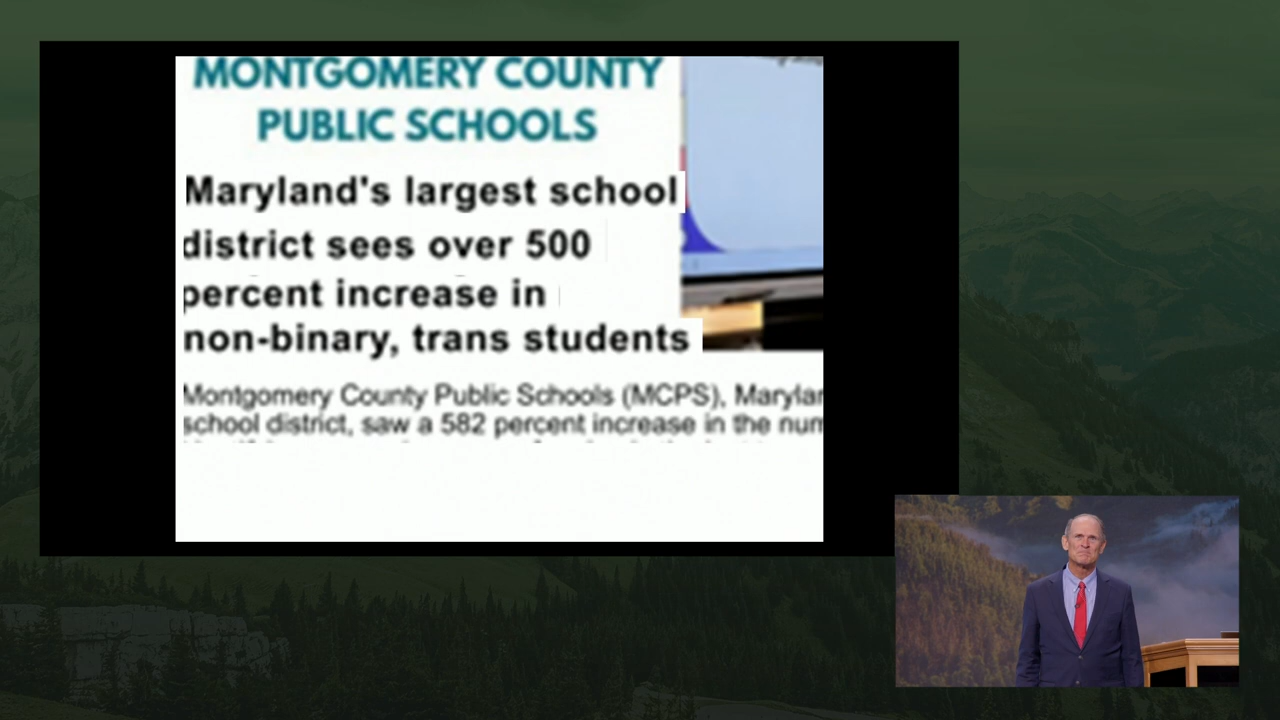 MONTGOMERY COUNTY
PUBLIC SCHOOLS
Maryland's largest school
district sees over 500
percent increase in
non-binary, trans students
Montgomery County Public Schools (MCPS),
school district, saw a 582 percent increase in the